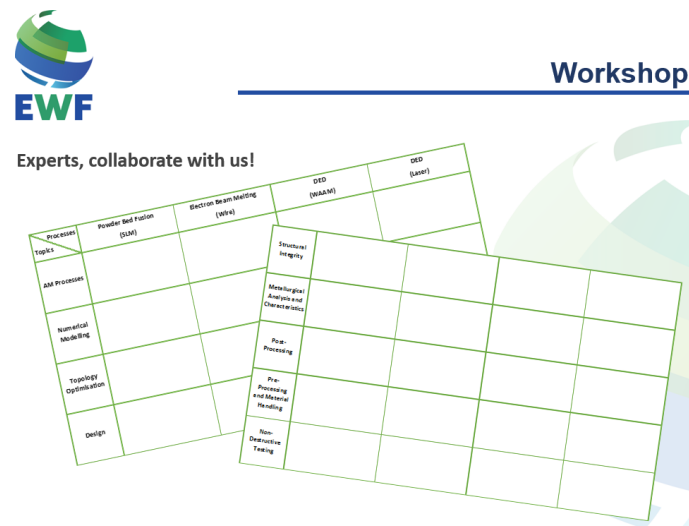 EWF
Workshop
Experts, collaborate with us!
Processes
Topics
Powder Bed Fusion
(SLM)
Electron Beam Melting
(Wire)
DED
(WAAM)
DED
(Laser)
AM Processes
Numerical
Modelling
Topology
Optimisation
Design
Structural
Integrity
Metallurgical
Analysis and
Characteristics
Post-
Processing
Pre-
Processing
and Material
Handling
Non-
Destructive
Testing